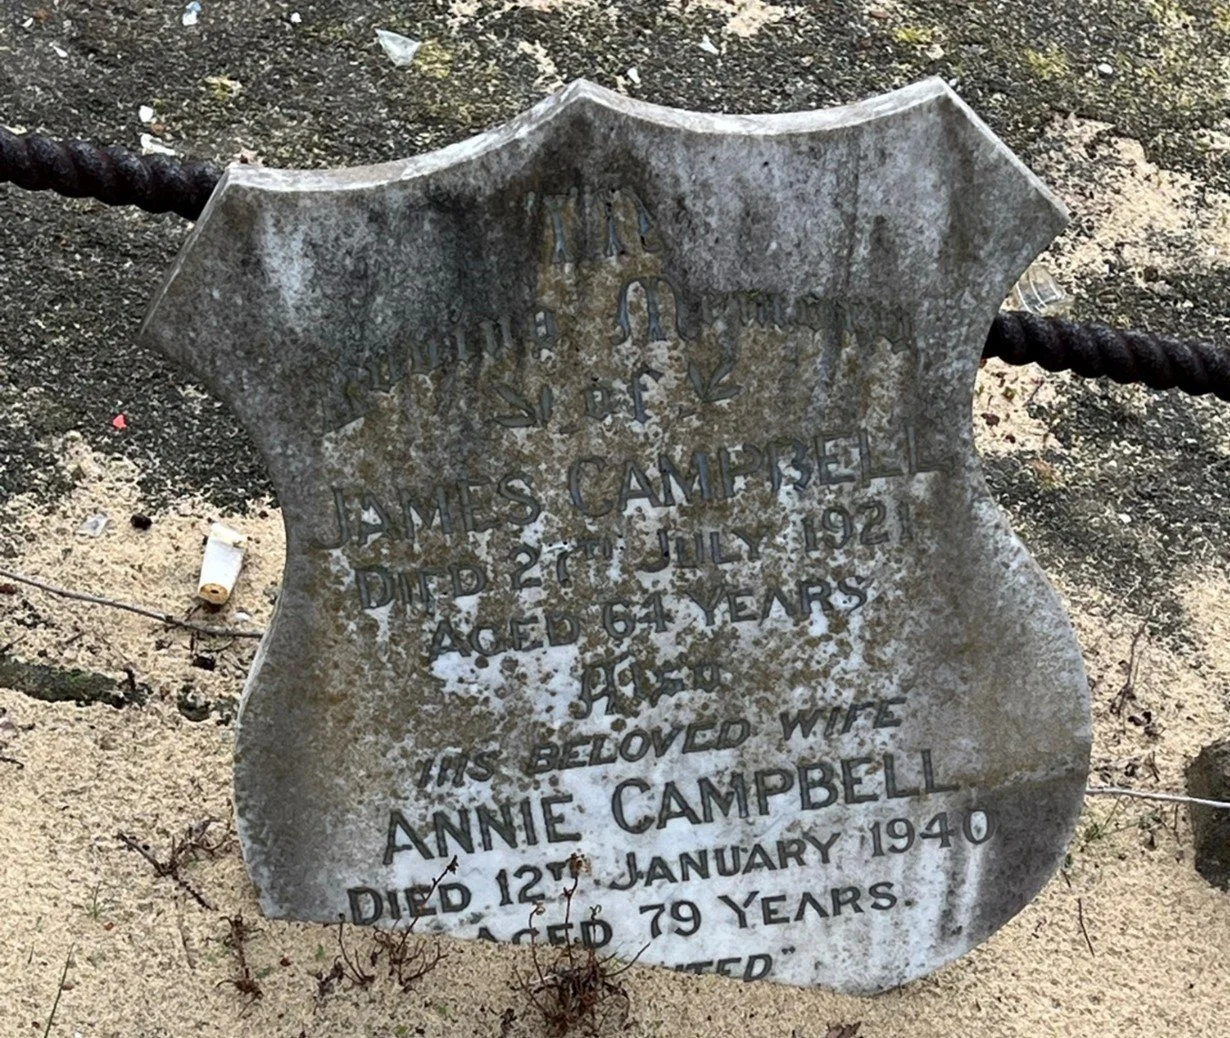 In
Loving Memory
OF
JAMES CAMPBELL
DIED 27TH JULY 1921
AGED 64 YEARS
Also
HIS BELOVED WIFE
ANNIE CAMPBELL
DIED 12TH JANUARY 1940
AGED 79 YEARS.